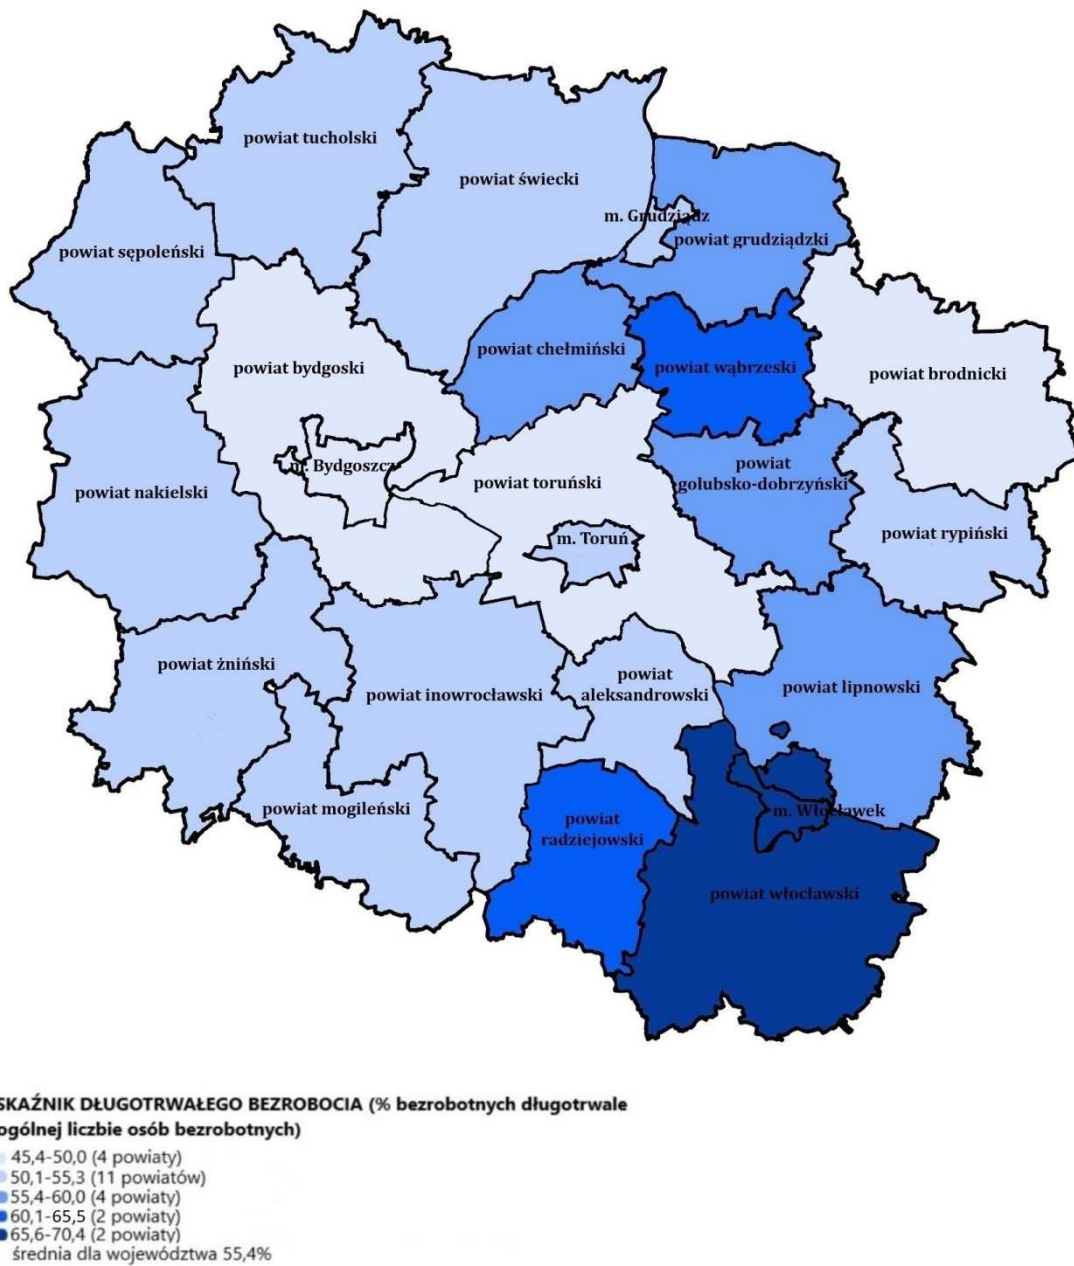 powiat tucholski
powiat świecki
m. Grudziądz
powiat grudziądzki
powiat sępoleński
powiat chełmiński
powiat bydgoski
powiat wąbrzeski
powiat brodnicki
m. Bydgoszcz
powiat
golubsko-dobrzyński
powiat nakielski
powiat toruński
m. Toruń
powiat rypiński
powiat żniński
powiat inowrocławski
powiat
aleksandrowski
powiat lipnowski
powiat mogileński
powiat
radziejowski
m. Włocławek
powiat włocławski
SKAŹNIK DŁUGOTRWAŁEGO BEZROBOCIA (% bezrobotnych długotrwale
ogólnej liczbie osób bezrobotnych)
45,4-50,0 (4 powiaty)
50,1-55,3 (11 powiatów)
55,4-60,0 (4 powiaty)
60,1-65,5 (2 powiaty)
65,6-70,4 (2 powiaty)
średnia dla województwa 55,4%